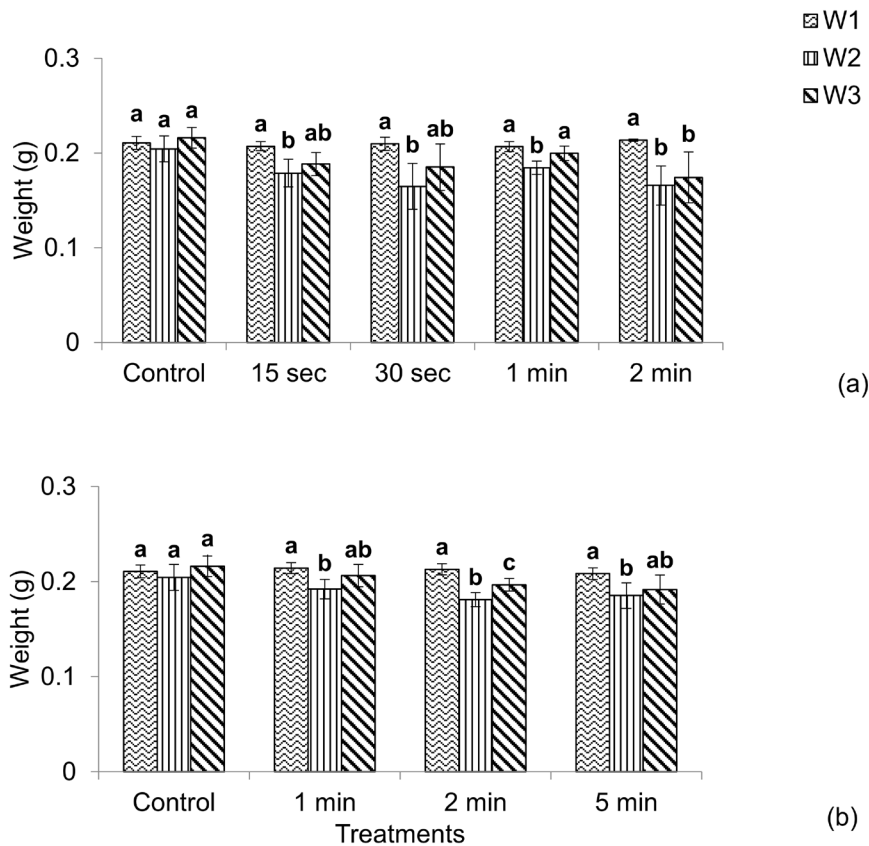 W1
W2
W3
0.3
0.2
0.1
0
Weight (g)
a a a
a b ab
a b ab
a b a
a b b
Control 15 sec 30 sec 1 min 2 min
(a)
0.3
0.2
0.1
0
Weight (g)
a a a
a b ab
a b c
a b ab
Control 1 min 2 min 5 min
Treatments
(b)